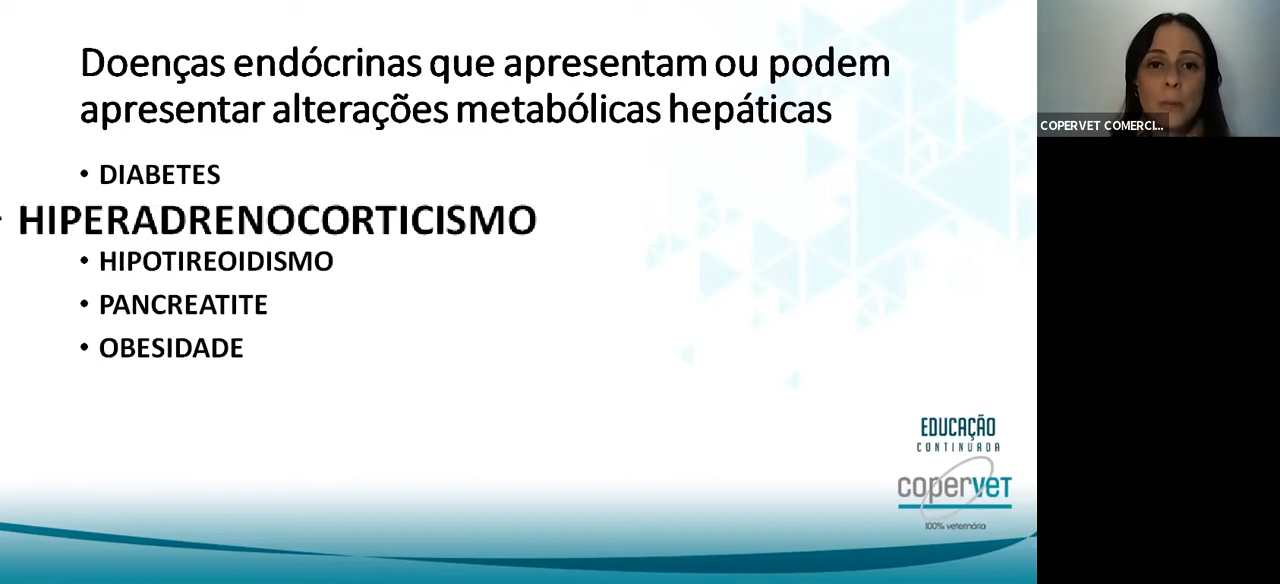 Doenças endócrinas que apresentam ou podem
apresentar alterações metabólicas hepáticas
• DIABETES
• HIPERADRENOCORTICISMO
• HIPOTIREOIDISMO
• PANCREATITE
• OBESIDADE
EDUCAÇÃO
CONTINUADA
copervet
100% veterinária
COPERVET COMERCI...